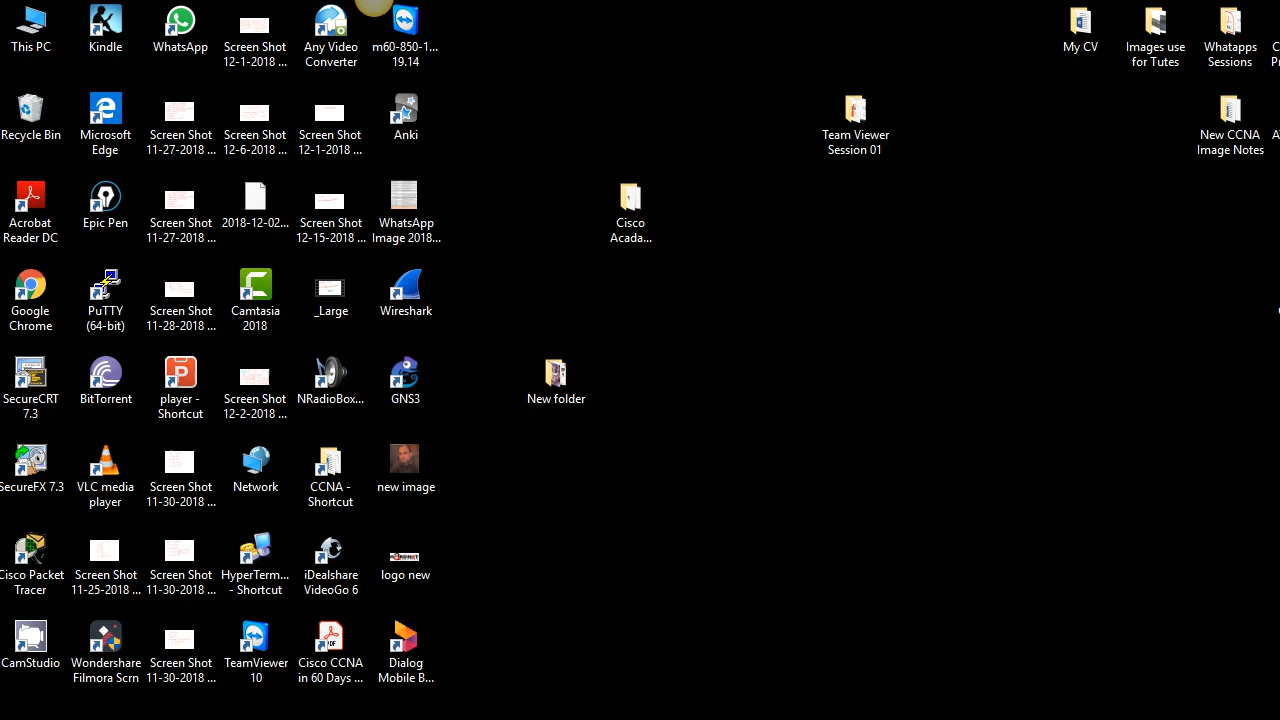 This PC
Kindle
WhatsApp
Screen Shot
12-1-2018 ...
Any Video
Converter
m60-850-1...
19.14
My CV
Images use
for Tutes
Whatapps
Sessions
Recycle Bin
Microsoft
Edge
Screen Shot
11-27-2018 ...
Screen Shot
12-6-2018 ...
Screen Shot
12-1-2018 ...
Anki
Team Viewer
Session 01
New CCNA
Image Notes
Acrobat
Reader DC
Epic Pen
Screen Shot
11-27-2018 ...
2018-12-02...
Screen Shot
12-15-2018 ...
WhatsApp
Image 2018...
Cisco
Acada...
Google
Chrome
PuTTY
(64-bit)
Screen Shot
11-28-2018 ...
Camtasia
2018
_Large
Wireshark
SecureCRT
7.3
BitTorrent
player -
Shortcut
Screen Shot
12-2-2018 ...
NRadioBox...
GNS3
New folder
SecureFX 7.3
VLC media
player
Screen Shot
11-30-2018 ...
Network
CCNA -
Shortcut
new image
Cisco Packet
Tracer
Screen Shot
11-25-2018 ...
Screen Shot
11-30-2018 ...
HyperTerm...
- Shortcut
iDealshare
VideoGo 6
logo new
CamStudio
Wondershare
Filmora Scrn
Screen Shot
11-30-2018 ...
TeamViewer
10
Cisco CCNA
in 60 Days ...
Dialog
Mobile B...